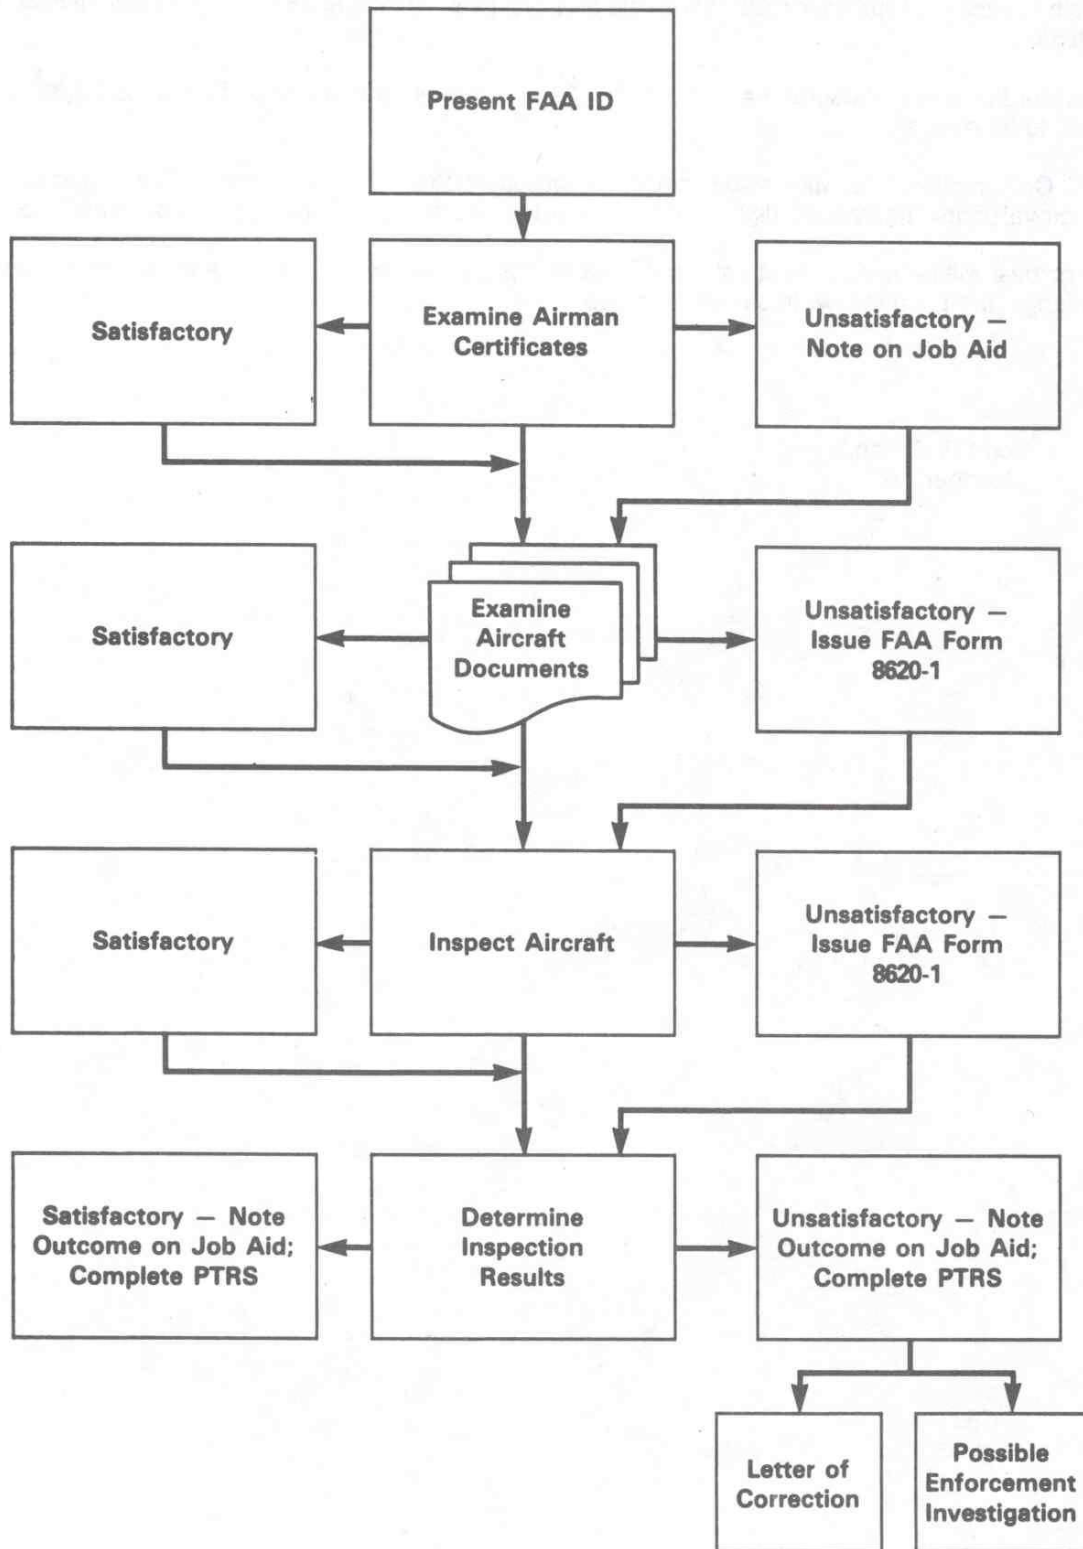 Present FAA ID
Satisfactory
Examine Airman
Certificates
Unsatisfactory —
Note on Job Aid
Satisfactory
Examine
Aircraft
Documents
Unsatisfactory —
Issue FAA Form
8620-1
Satisfactory
Inspect Aircraft
Unsatisfactory —
Issue FAA Form
8620-1
Satisfactory — Note
Outcome on Job Aid;
Complete PTRS
Determine
Inspection
Results
Unsatisfactory — Note
Outcome on Job Aid;
Complete PTRS
Letter of
Correction
Possible
Enforcement
Investigation